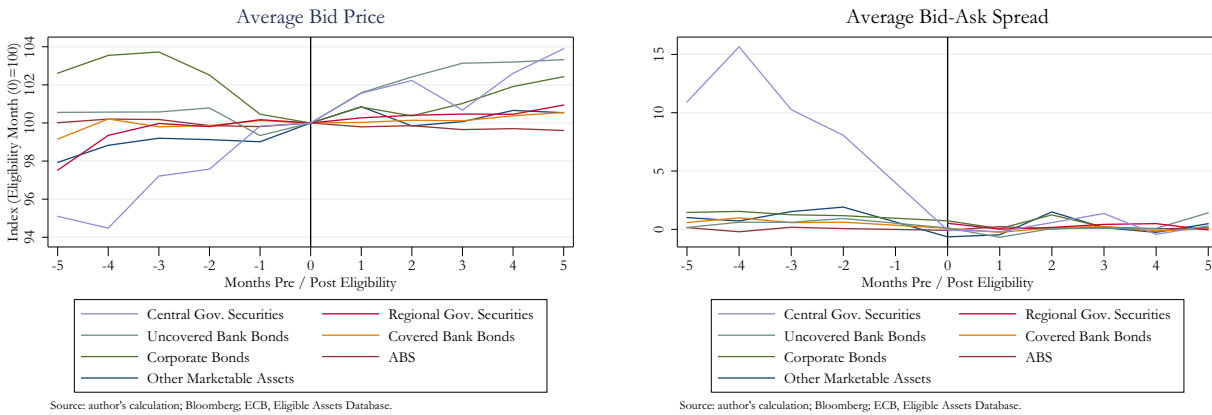 Average Bid Price
Index (Eligibility Month (0)=100)
104
102
100
98
96
94
-5 -4 -3 -2 -1 0 1 2 3 4 5
Months Pre / Post Eligibility
Central Gov. Securities Regional Gov. Securities
Uncovered Bank Bonds Covered Bank Bonds
Corporate Bonds ABS
Other Marketable Assets
Source: author's calculation; Bloomberg; ECB, Eligible Assets Database.
Average Bid-Ask Spread
15
10
5
0
-5 -4 -3 -2 -1 0 1 2 3 4 5
Months Pre / Post Eligibility
Central Gov. Securities Regional Gov. Securities
Uncovered Bank Bonds Covered Bank Bonds
Corporate Bonds ABS
Other Marketable Assets
Source: author's calculation; Bloomberg; ECB, Eligible Assets Database.